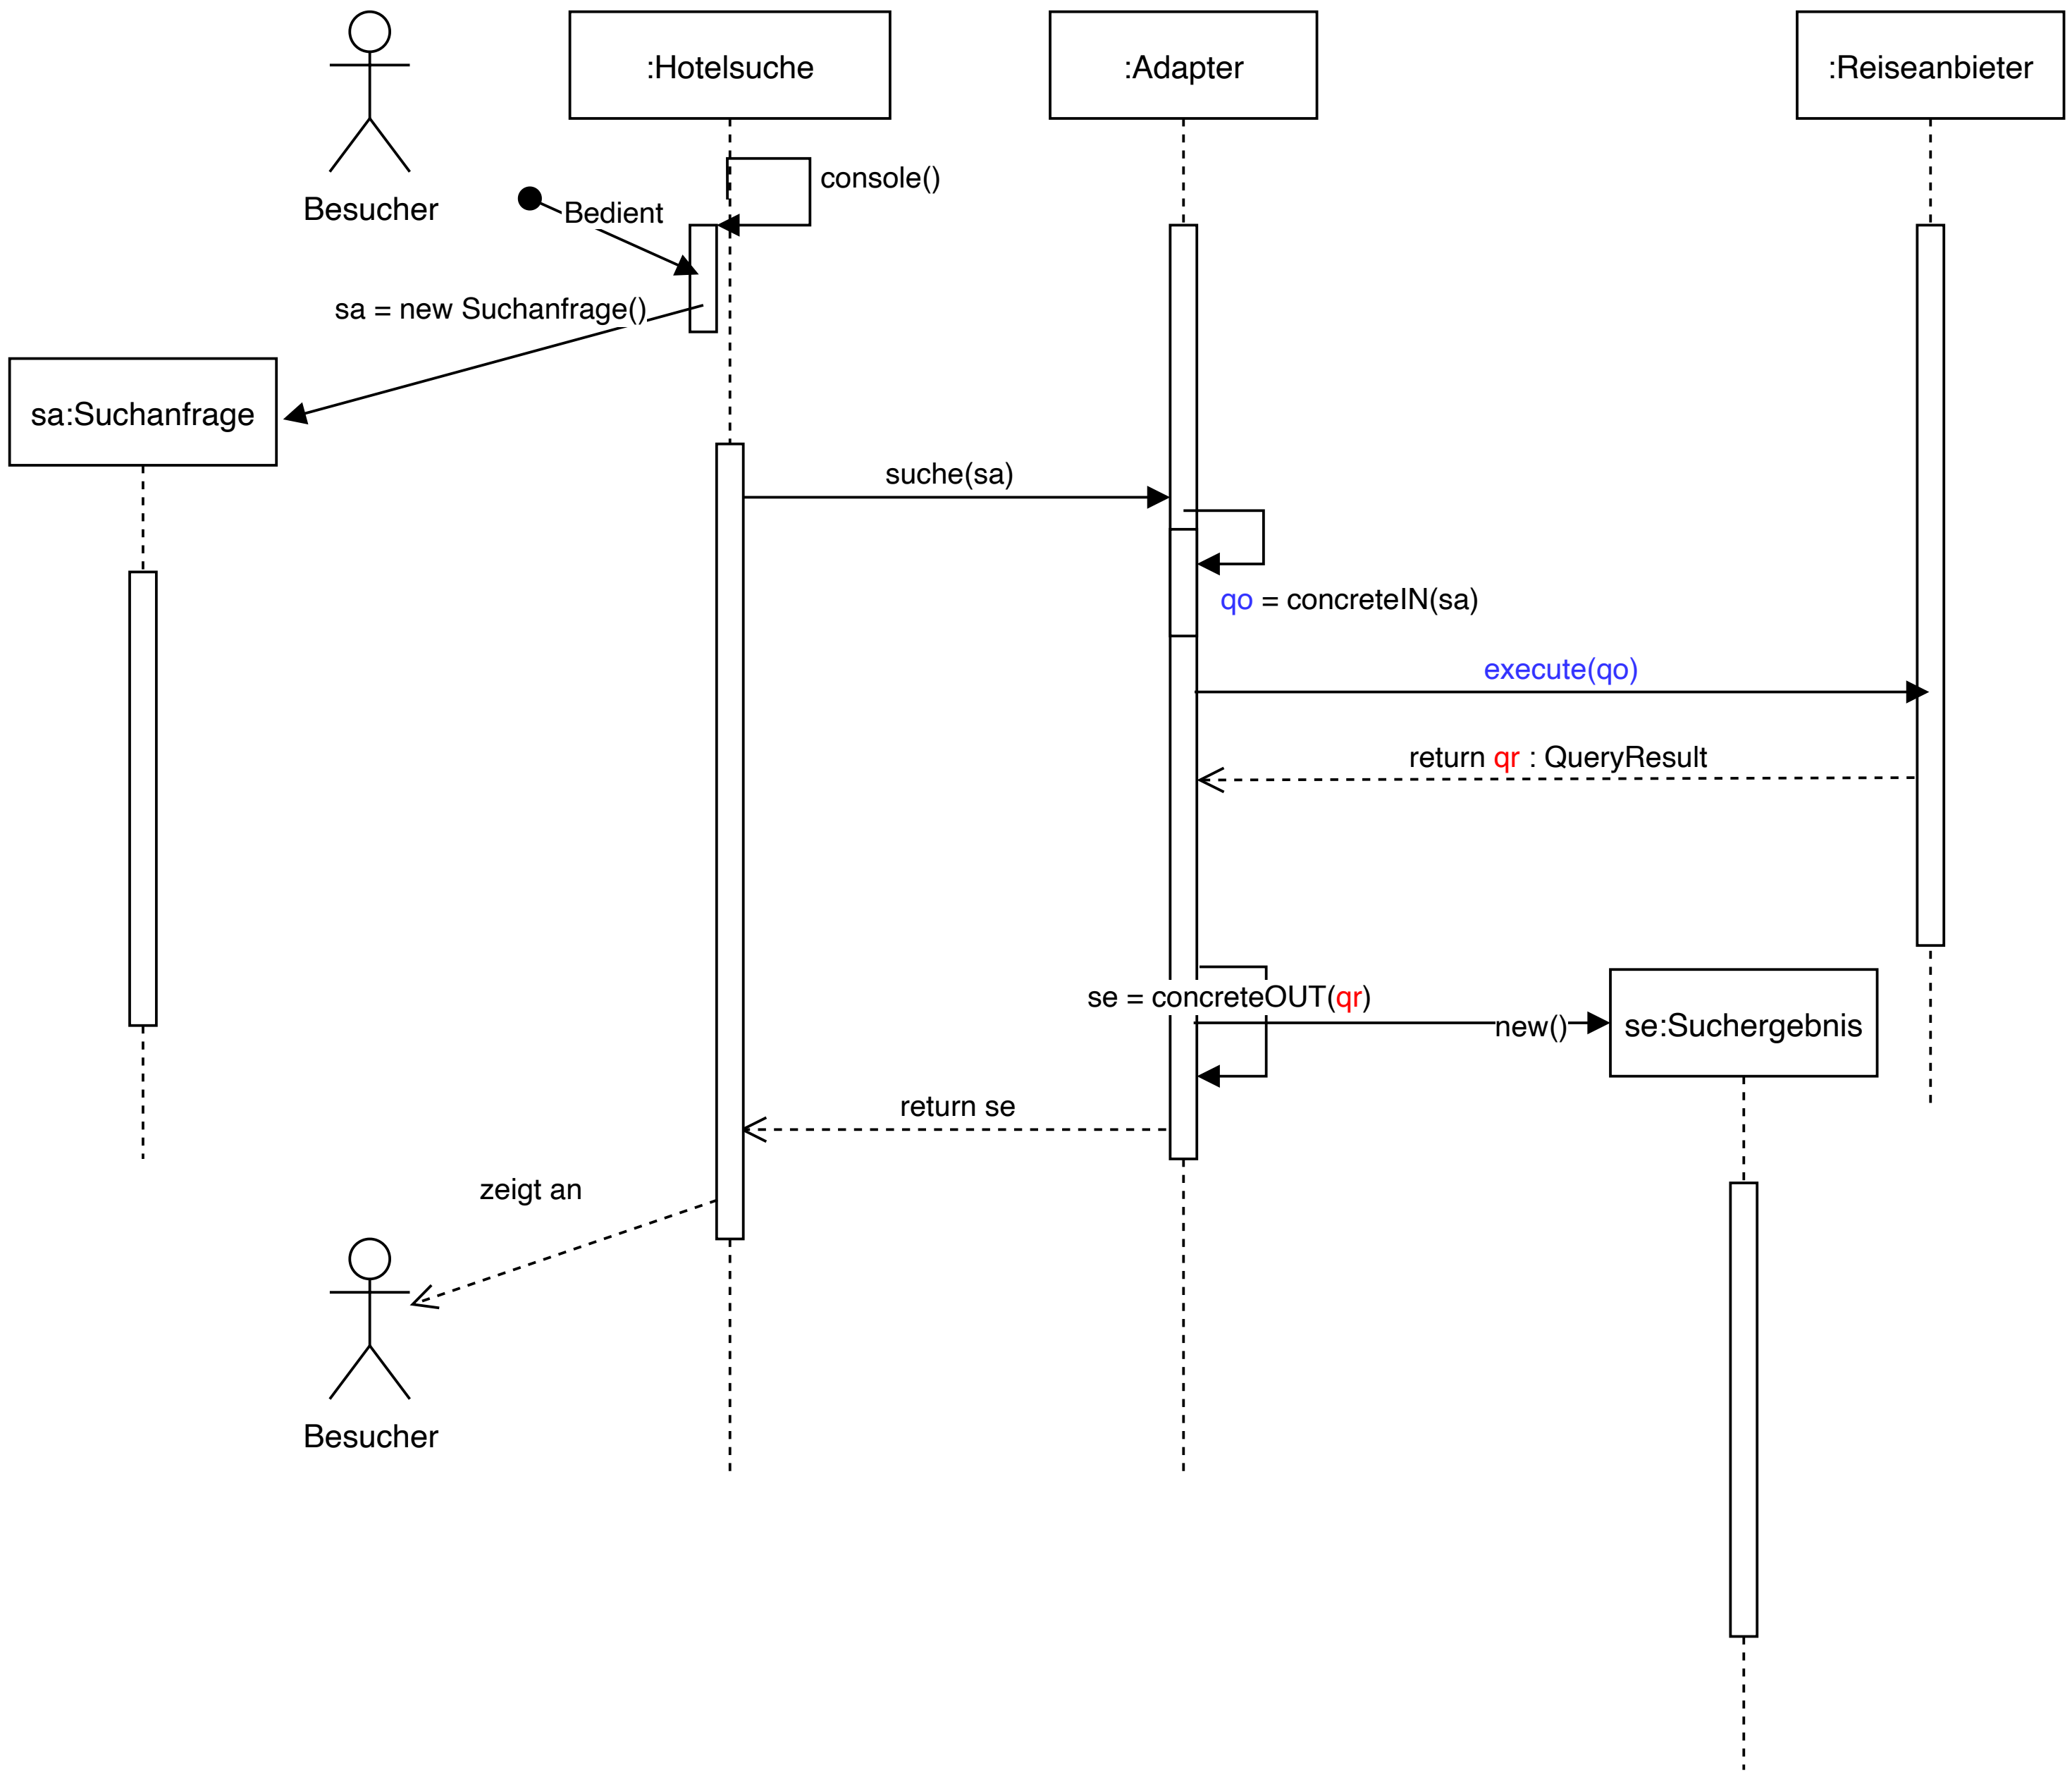 :Hotelsuche
:Adapter
:Reiseanbieter
Besucher
console()
Bedient
sa = new Suchanfrage()
sa:Suchanfrage
suche(sa)
qo = concreteIN(sa)
execute(qo)
return qr : QueryResult
se = concreteOUT(qr)
new()
se:Suchergebnis
return se
zeigt an
Besucher